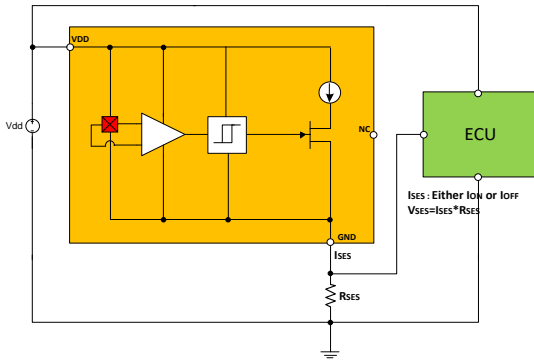 VDD
Vdd
NC
ECU
ISES : Either ION or IOFF
VSES=ISES*RSES
GND
ISES
RSES